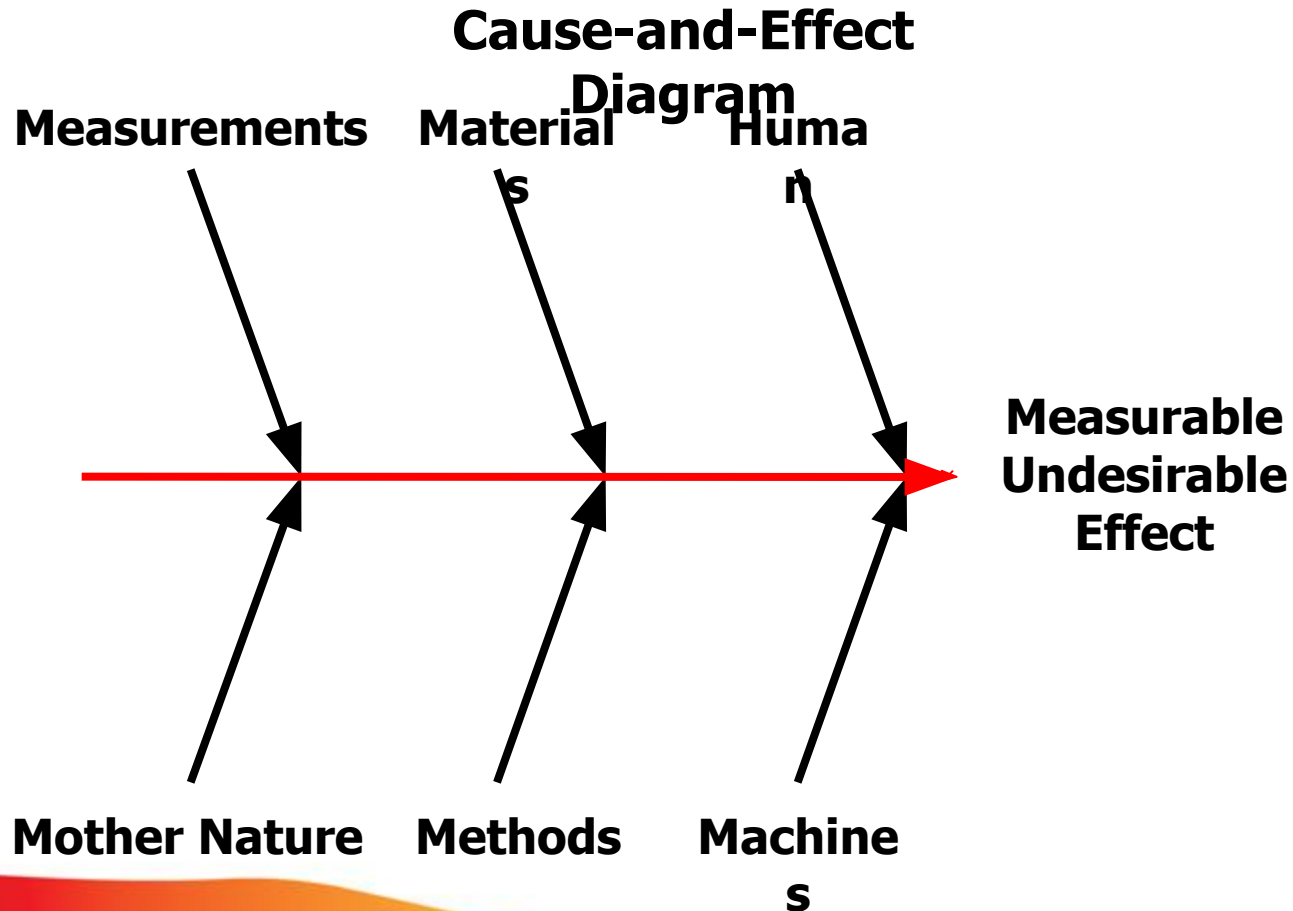 Cause-and-Effect
Diagram
Measurements
Material
s
Huma
n
Measurable
Undesirable
Effect
Mother Nature
Methods
Machine
s